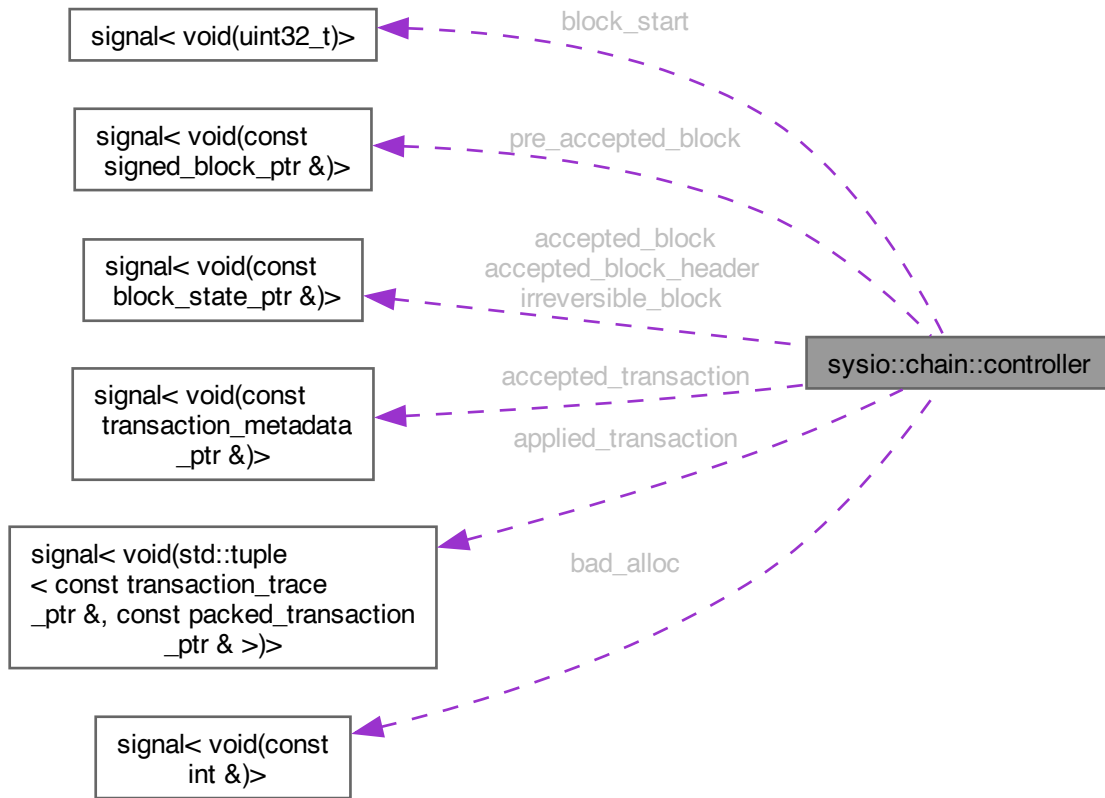 block_start
signal< void(uint32_t)>
pre_accepted_block
signal< void(const
signed_block_ptr &)>
accepted_block
accepted_block_header
irreversible_block
signal< void(const
block_state_ptr &)>
sysio::chain::controller
accepted_transaction
signal< void(const
transaction_metadata
_ptr &)>
applied_transaction
signal< void(std::tuple
< const transaction_trace
_ptr &, const packed_transaction
_ptr & >)>
bad_alloc
signal< void(const
int &)>